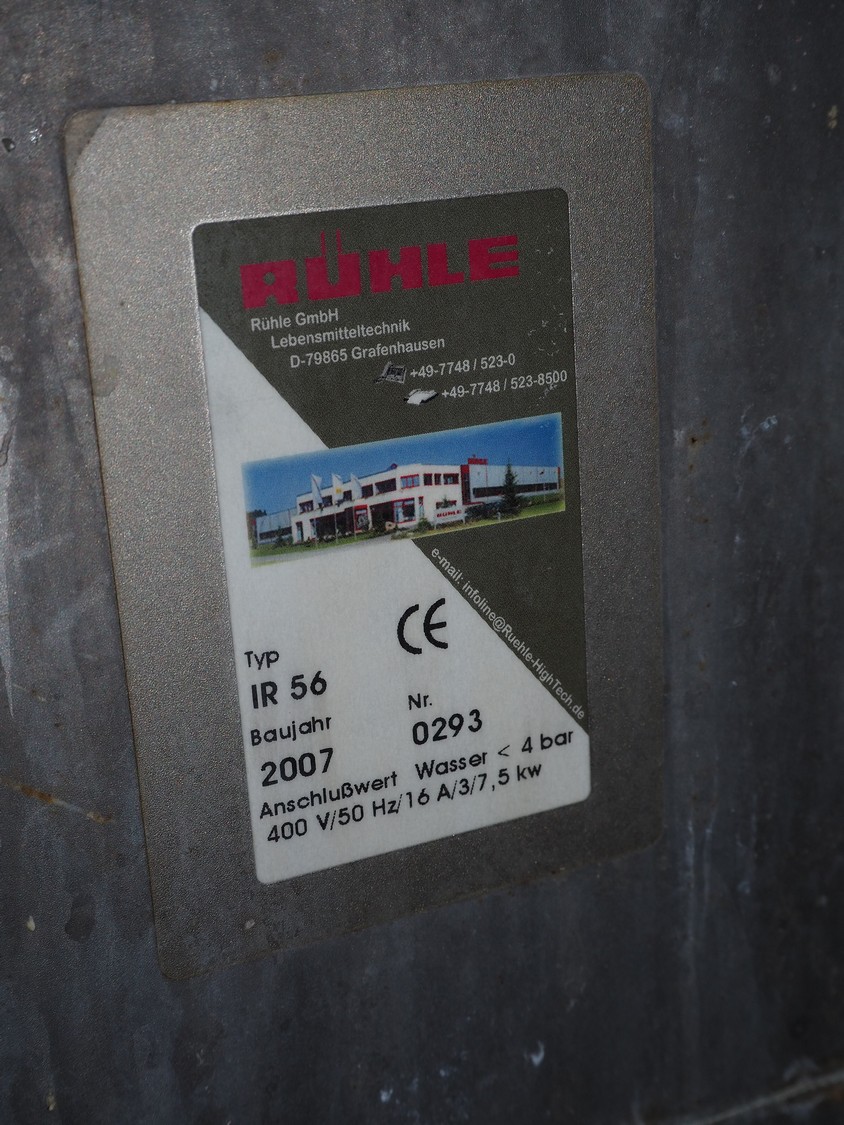 RÜHLE
Rühle GmbH
Lebensmitteltechnik
D-79865 Grafenhausen
+49-7748 / 523-0
+49-7748 / 523-8500
RÜHLE
e-mail: infoline@Ruehle-HighTech.de
CE
Typ
IR 56
Baujahr Nr.
2007 0293
Anschlußwert Wasser < 4 bar
400 V/50 Hz/16 A/3/7,5 kw